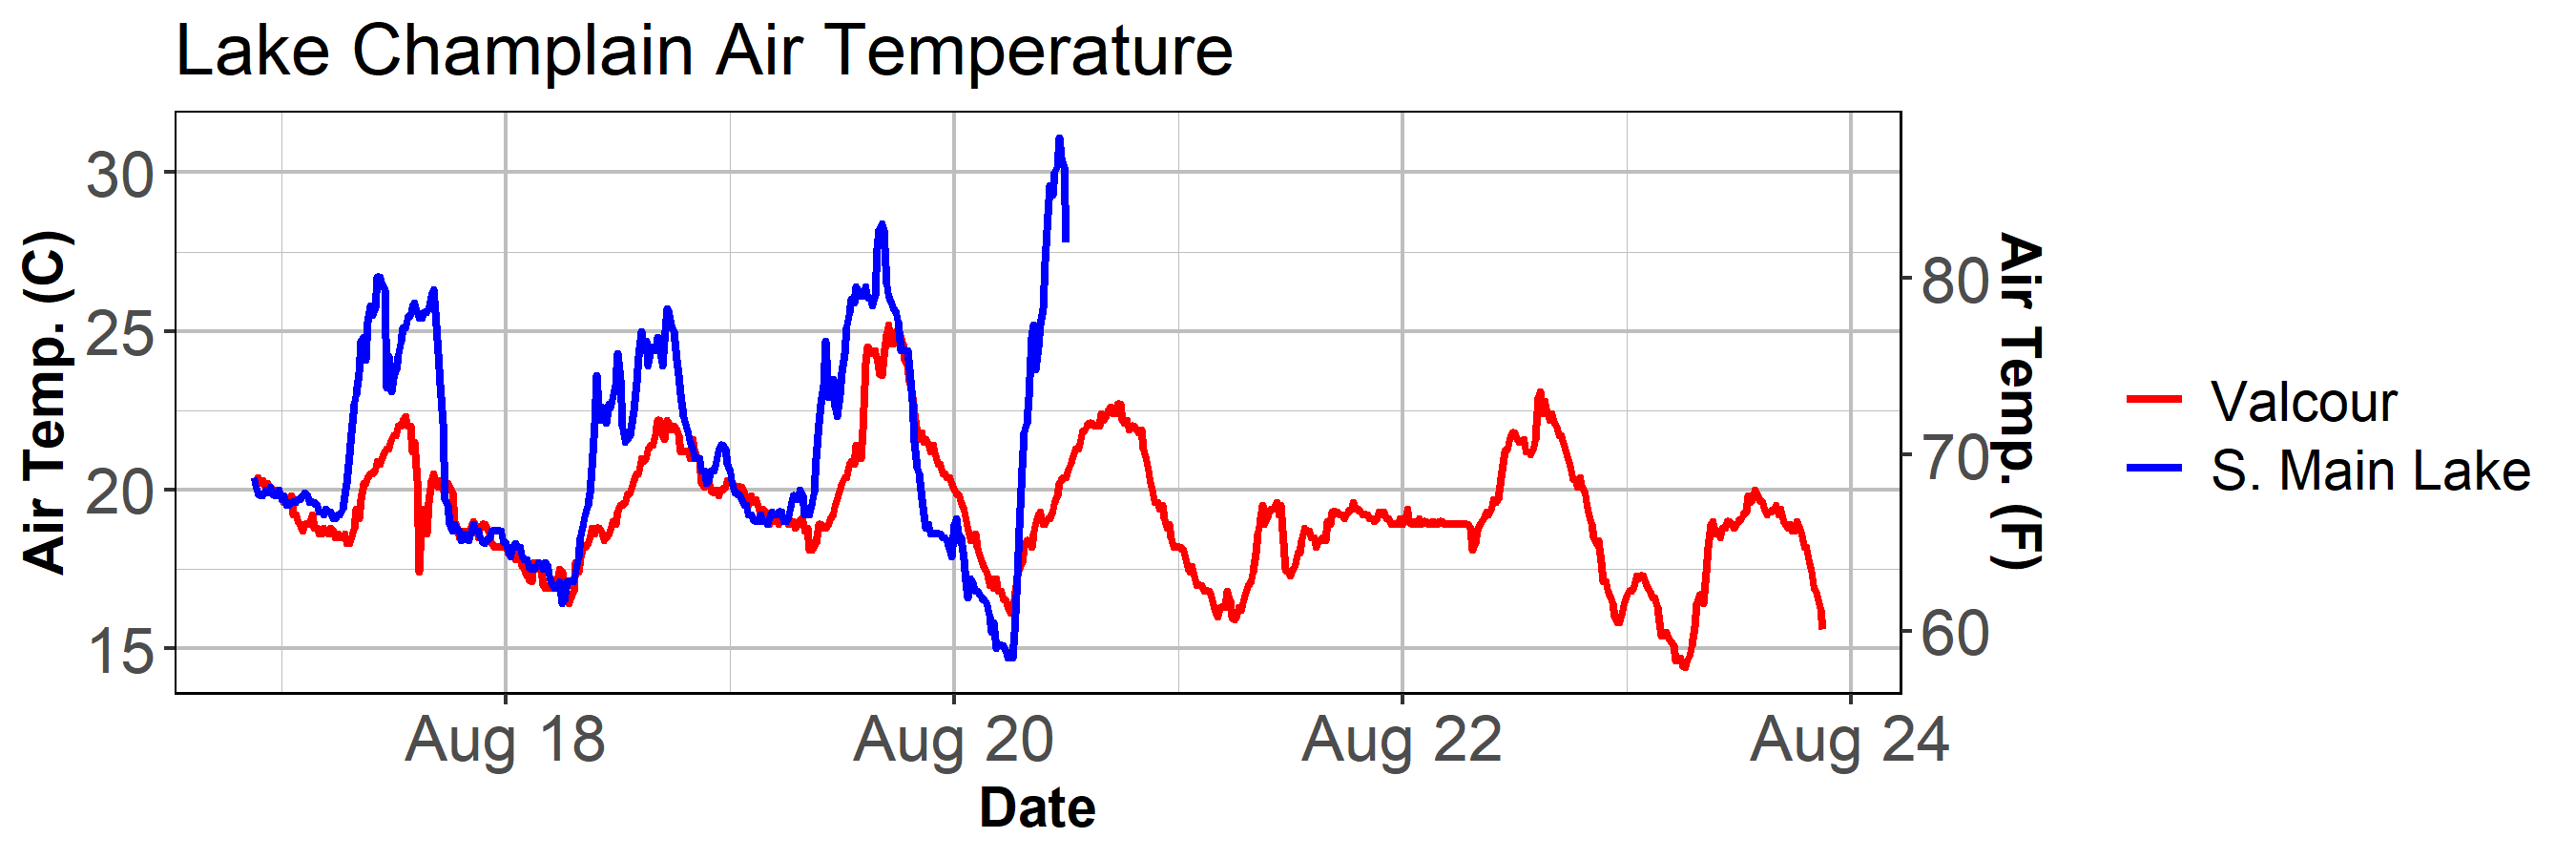 Lake Champlain Air Temperature
Air Temp. (C)
30
25
20
15
80
70
60
Air Temp. (F)
Valcour
S. Main Lake
Aug 18
Aug 20
Aug 22
Aug 24
Date